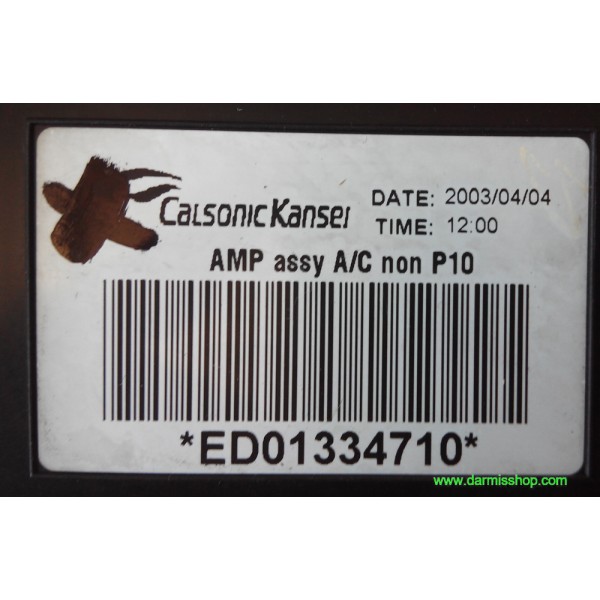 CalsonicKansei
DATE: 2003/04/04
TIME: 12:00
AMP assy A/C non P10
*ED01334710*
www.darmisshop.com